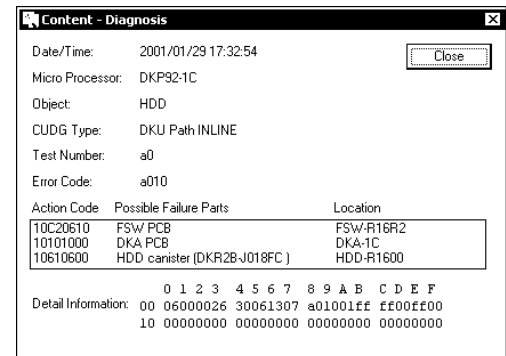 Content - Diagnosis
Date/Time: 2001/01/29 17:32:54
Close
Micro Processor: DKP92-1C
Object: HDD
CUDG Type: DKU Path INLINE
Test Number: a0
Error Code: a010
Action Code Possible Failure Parts Location
10C20610 FSW PCB FSW-R16R2
10101000 DKA PCB DKA-1C
10610600 HDD canister (DKR2B-J018FC ) HDD-R1600
0 1 2 3 4 5 6 7 8 9 A B C D E F
Detail Information: 00 06000026 30061307 a01001ff ff00ff00
10 00000000 00000000 00000000 00000000